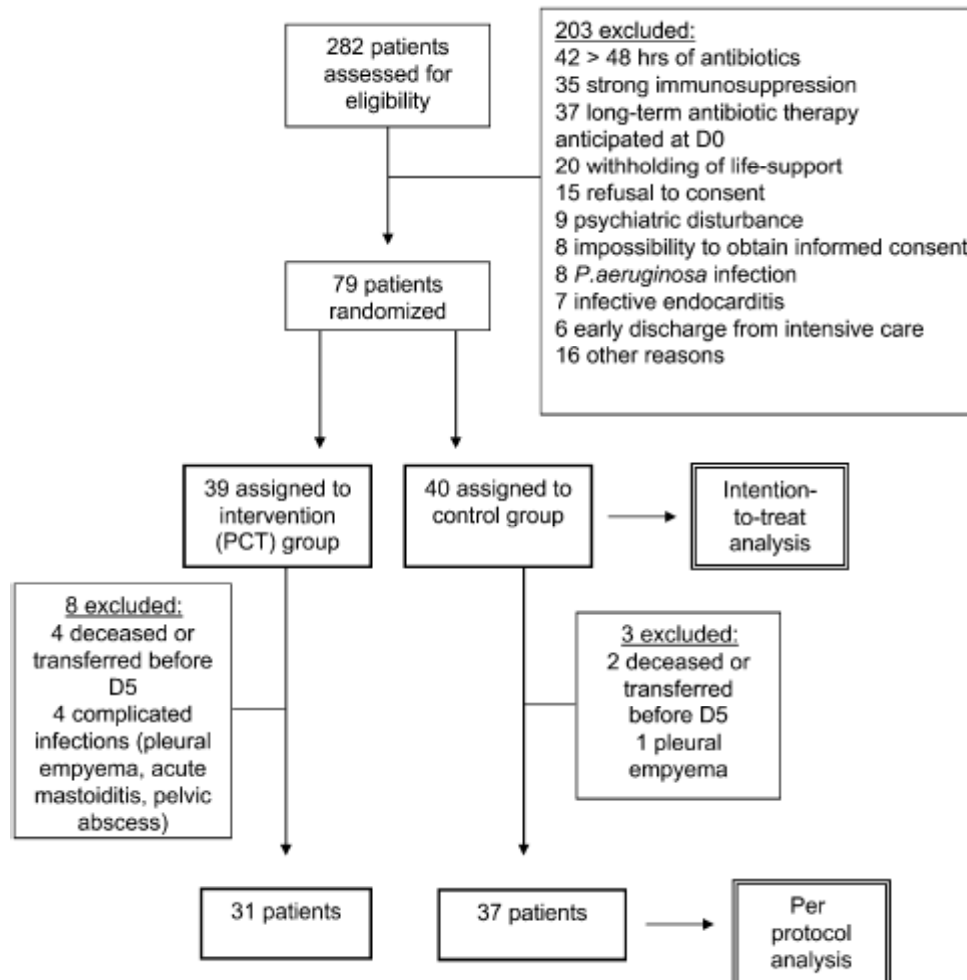 282 patients
assessed for
eligibility
203 excluded:
42 > 48 hrs of antibiotics
35 strong immunosuppression
37 long-term antibiotic therapy
anticipated at D0
20 withholding of life-support
15 refusal to consent
9 psychiatric disturbance
8 impossibility to obtain informed consent
8 P.aeruginosa infection
7 infective endocarditis
6 early discharge from intensive care
16 other reasons
79 patients
randomized
39 assigned to
intervention
(PCT) group
40 assigned to
control group
Intention-
to-treat
analysis
8 excluded:
4 deceased or
transferred before
D5
4 complicated
infections (pleural
empyema, acute
mastoiditis, pelvic
abscess)
3 excluded:
2 deceased or
transferred
before D5
1 pleural
empyema
31 patients
37 patients
Per
protocol
analysis